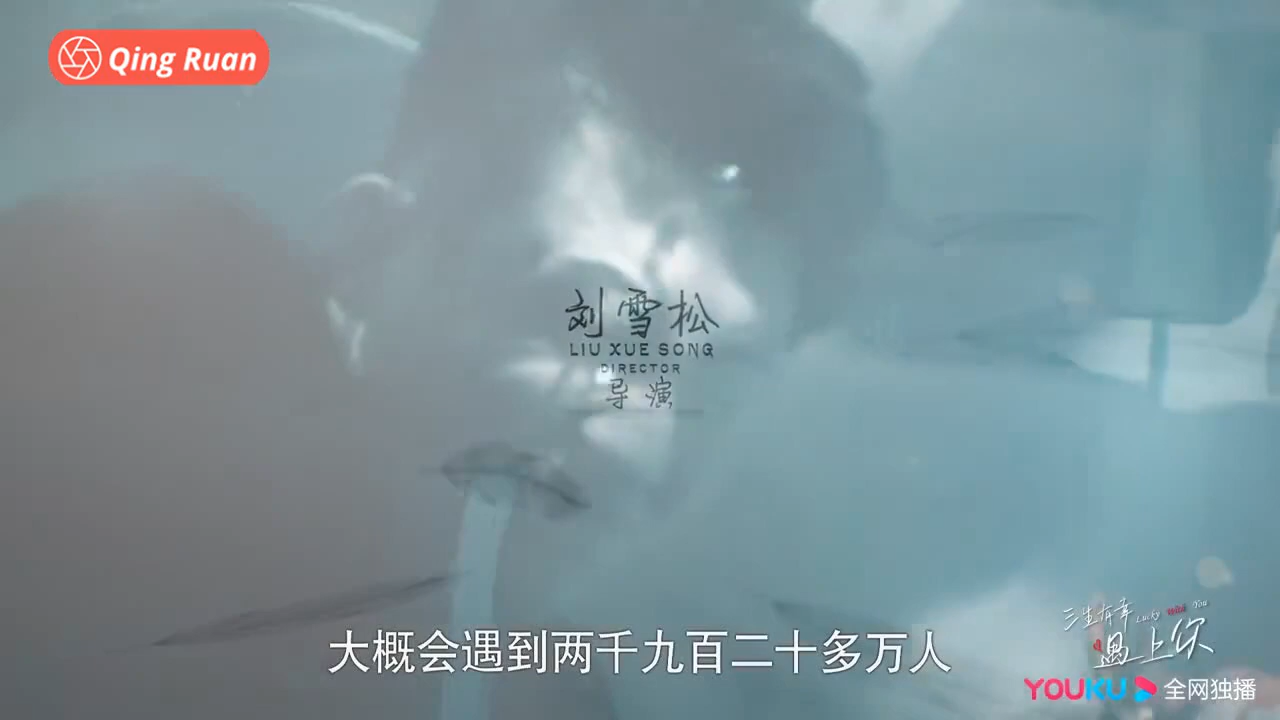 Qing Ruan
刘雪松
LIU XUE SONG
DIRECTOR
导演
大概会遇到两千九百二十多万人
三生有幸
Lucky With You
遇上你
YOUKU 全网独播